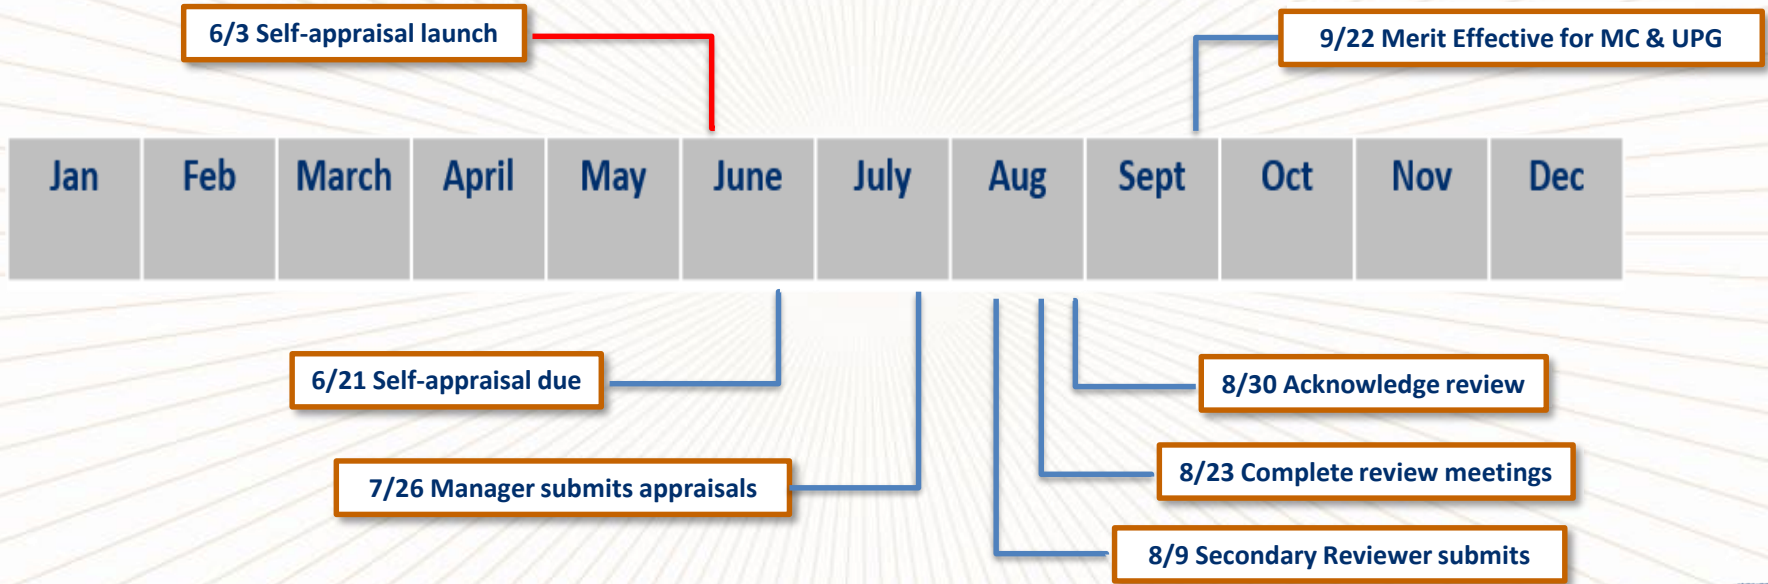 6/3 Self-appraisal launch
9/22 Merit Effective for MC & UPG
Jan Feb March April May June July Aug Sept Oct Nov Dec
6/21 Self-appraisal due
8/30 Acknowledge review
7/26 Manager submits appraisals
8/23 Complete review meetings
8/9 Secondary Reviewer submits